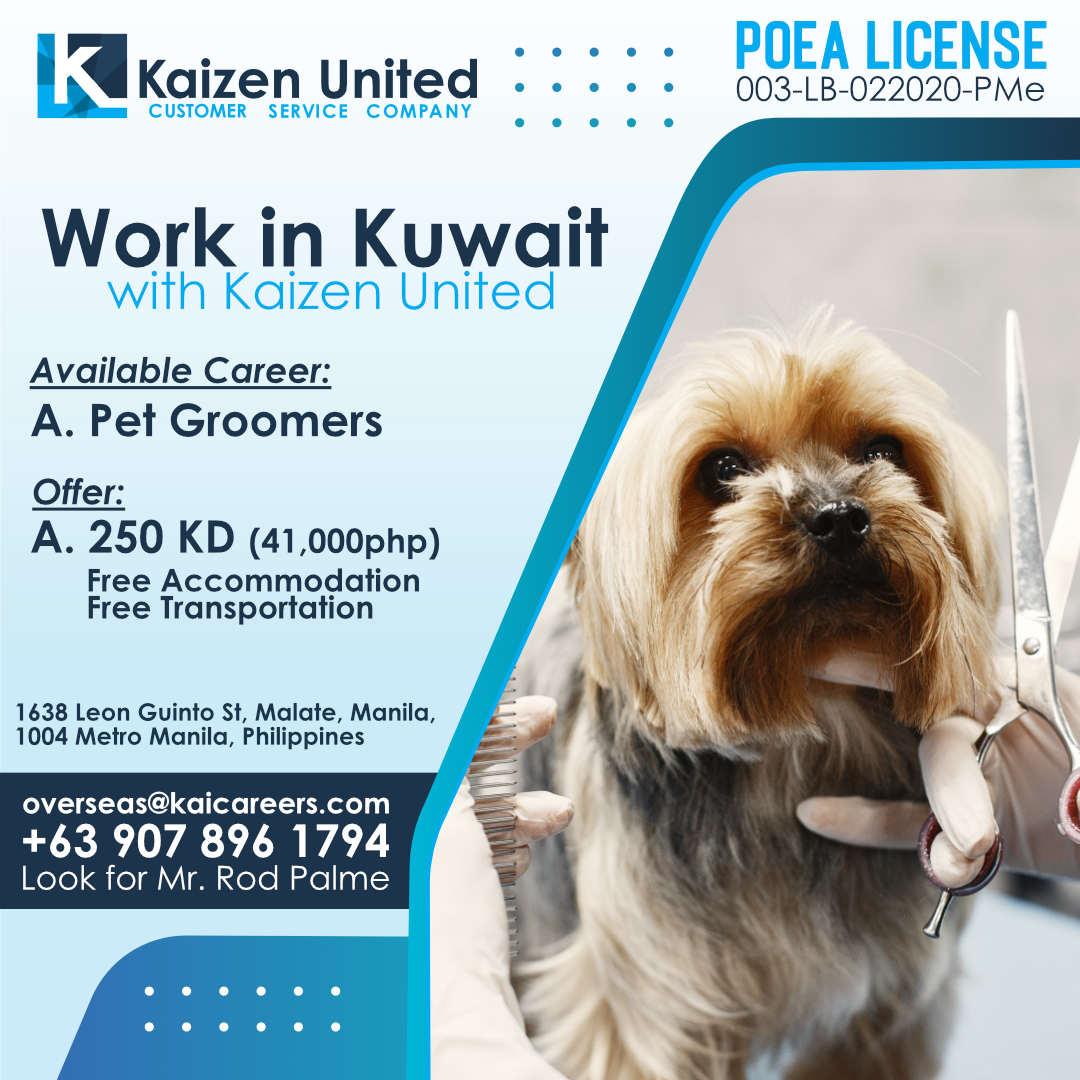 K
Kaizen United
CUSTOMER SERVICE COMPANY
POEA LICENSE
003-LB-022020-PMe
Work in Kuwait
with Kaizen United
Available Career:
A. Pet Groomers
Offer:
A. 250 KD (41,000php)
Free Accommodation
Free Transportation
1638 Leon Guinto St, Malate, Manila,
1004 Metro Manila, Philippines
overseas@kaicareers.com
+63 907 896 1794
Look for Mr. Rod Palme